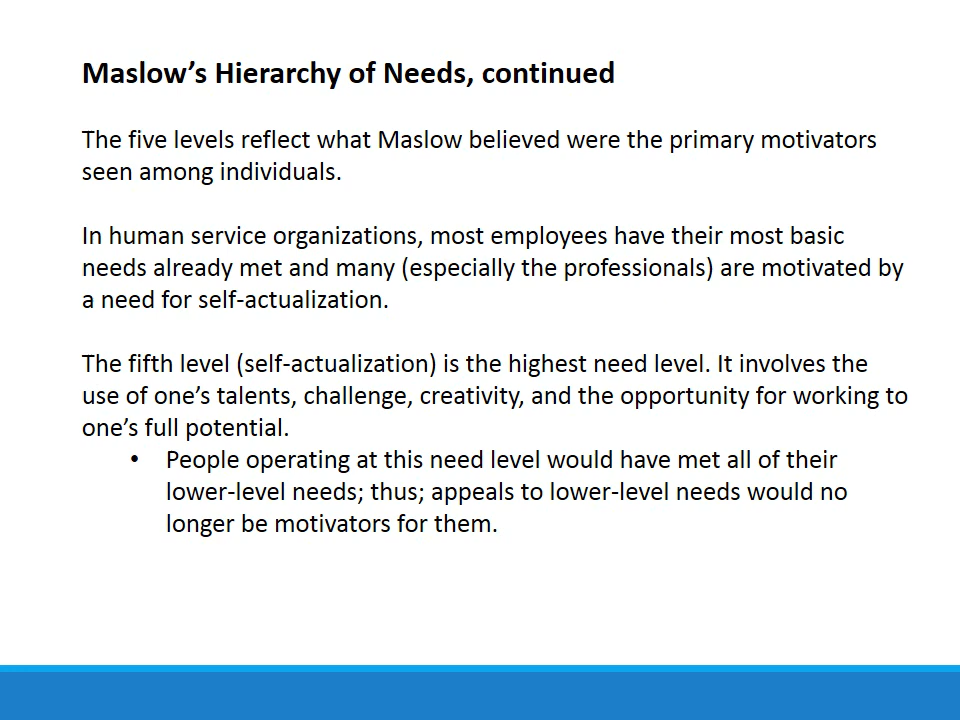 Maslow’s Hierarchy of Needs, continued
The five levels reflect what Maslow believed were the primary motivators
seen among individuals.
In human service organizations, most employees have their most basic
needs already met and many (especially the professionals) are motivated by
a need for self-actualization.
The fifth level (self-actualization) is the highest need level. It involves the
use of one’s talents, challenge, creativity, and the opportunity for working to
one’s full potential.
• People operating at this need level would have met all of their
lower-level needs; thus; appeals to lower-level needs would no
longer be motivators for them.